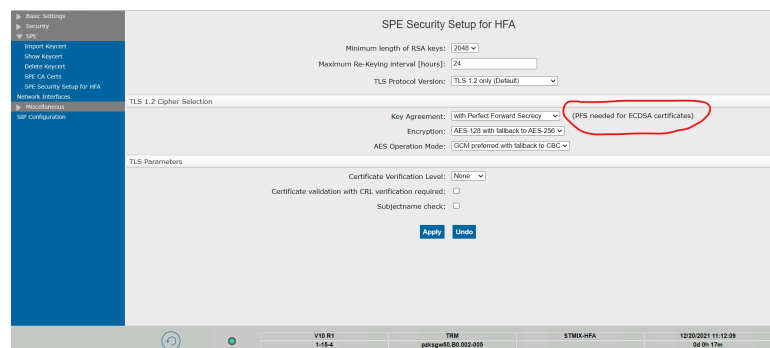 Basic Settings
Security
SPE
Import Keycert
Show Keycert
Delete Keycert
SPE CA Certs
SPE Security Setup for HFA
Network Interfaces
Miscellaneous
SIP Configuration
SPE Security Setup for HFA
Minimum length of RSA keys: 2048
Maximum Re-Keying interval [hours]: 24
TLS Protocol Version: TLS 1.2 only (Default)
TLS 1.2 Cipher Selection
Key Agreement: with Perfect Forward Secrecy (PFS needed for ECDSA certificates)
Encryption: AES-128 with fallback to AES-256
AES Operation Mode: GCM preferred with fallback to CBC
TLS Parameters
Certificate Verification Level: None
Certificate validation with CRL verification required:
Subjectname check:
Apply Undo
V10 R1 TRM STMIX-HFA 12/20/2021 11:12:09
1-15-4 pzksgw50.B0.002-005 0d 0h 17m